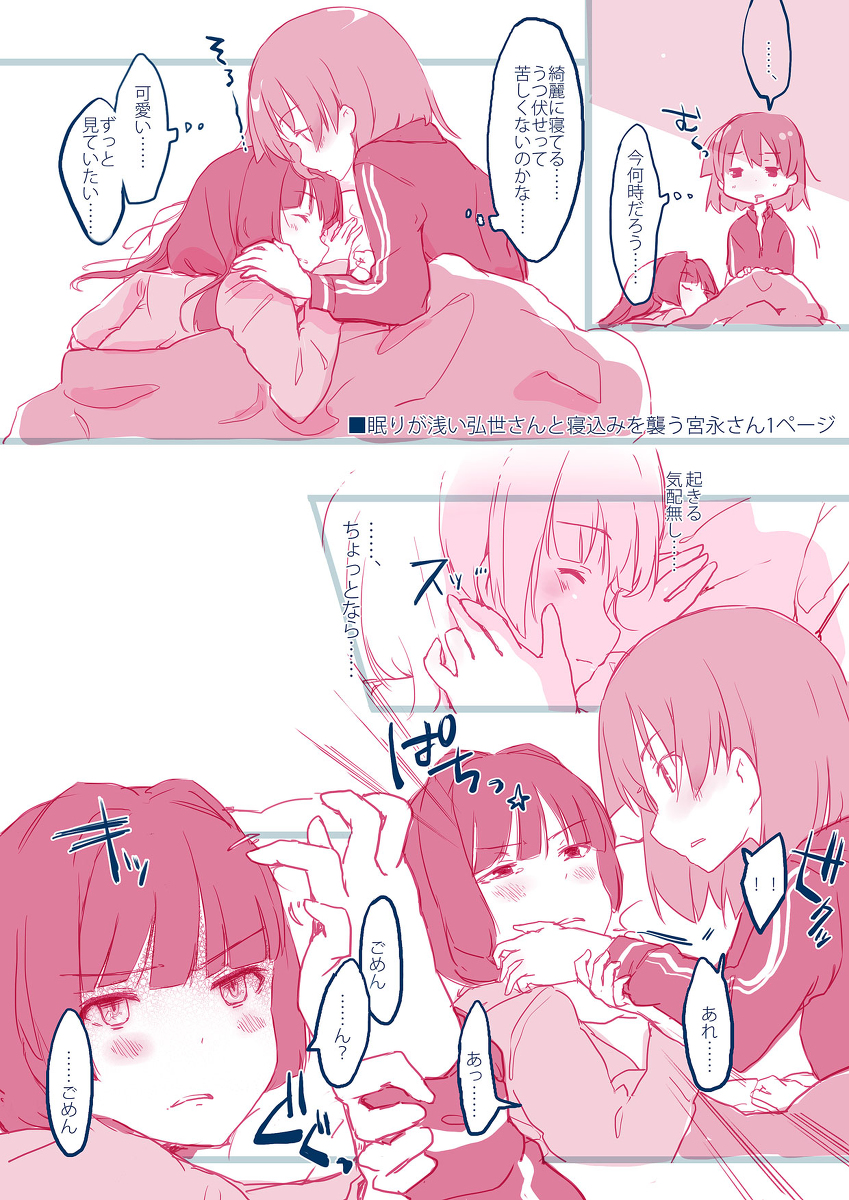 ……、
むくっ
今何時だろう……
綺麗に寝てる……
うつ伏せって
苦しくないのかな……
そろ……
可愛い……
ずっと
見ていたい……
■眠りが浅い弘世さんと寝込みを襲う宮永さん1ページ
起きる
気配無し……
スッ…
……、
ちょっとなら……
ぱちっ☆
！！
ゼクッ
あれ……
あっ……
キッ
ごめん
……ん？
ぐぐっ
……ごめん